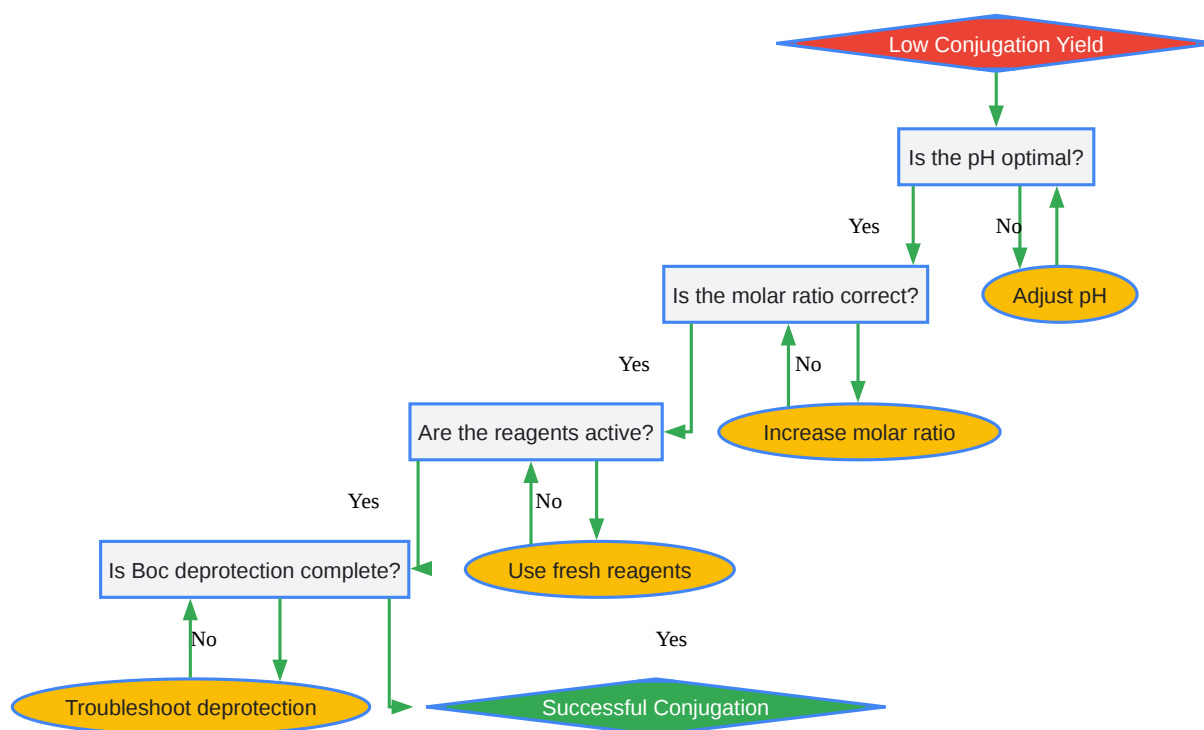 Low Conjugation Yield
Is the pH optimal?
Yes
No
Is the molar ratio correct?
Adjust pH
Yes
No
Are the reagents active?
Increase molar ratio
Yes
No
Is Boc deprotection complete?
Use fresh reagents
No
Yes
Troubleshoot deprotection
Successful Conjugation